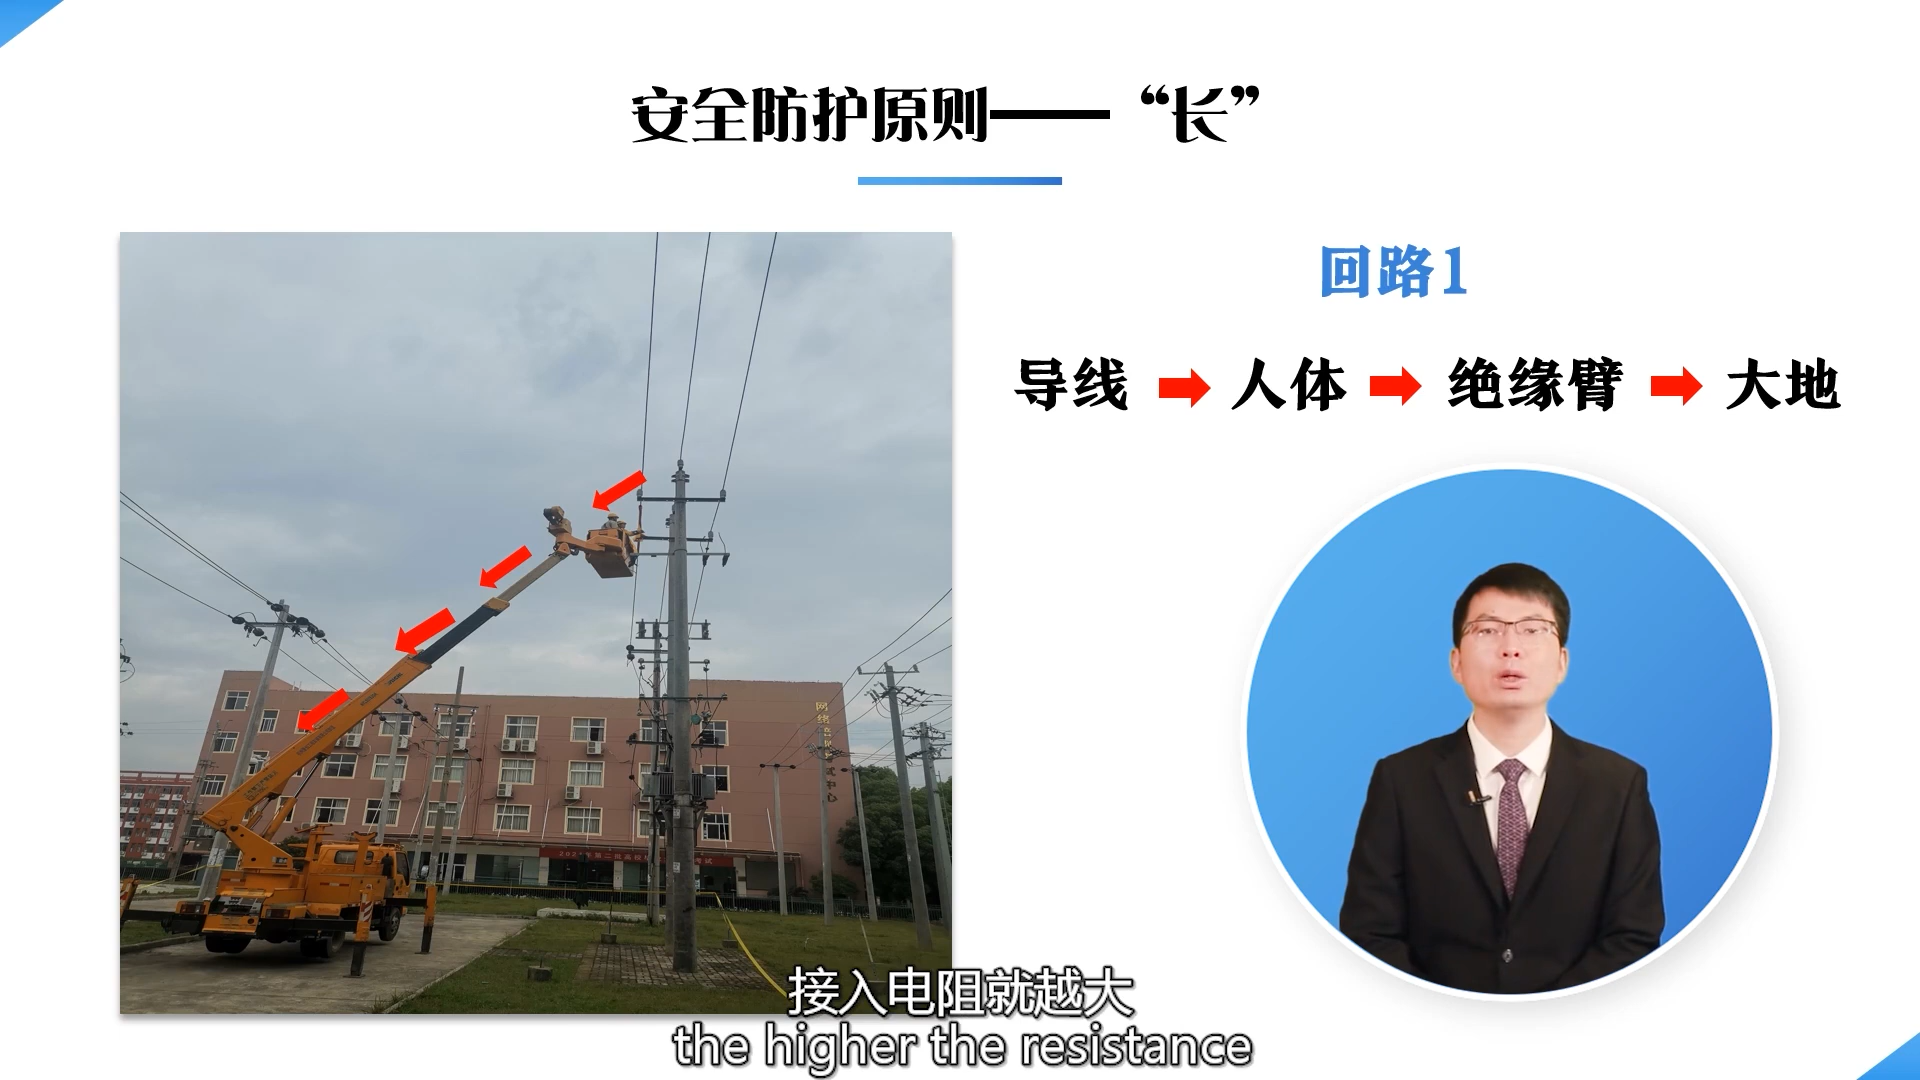 安全防护原则——“长”
回路1
导线 → 人体 → 绝缘臂 → 大地
接入电阻就越大
the higher the resistance